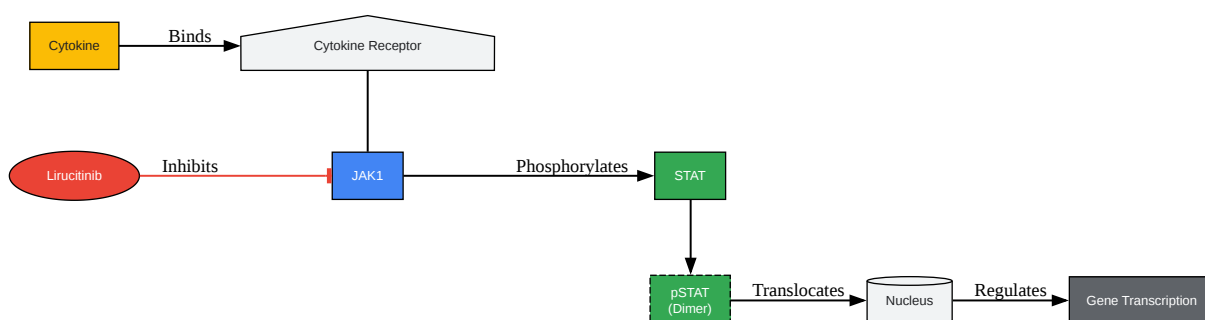 Cytokine
Binds
Cytokine Receptor
Lirucitinib
Inhibits
JAK1
Phosphorylates
STAT
pSTAT
(Dimer)
Translocates
Nucleus
Regulates
Gene Transcription